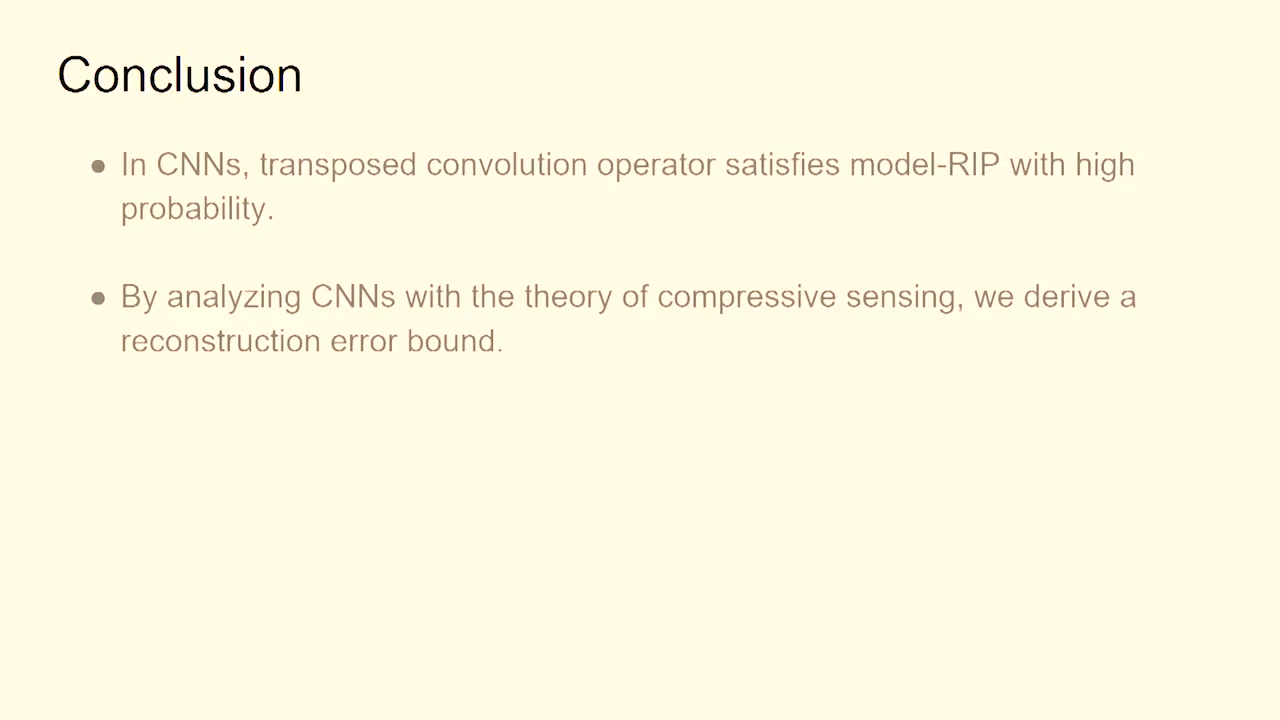 Conclusion
● In CNNs, transposed convolution operator satisfies model-RIP with high
probability.
● By analyzing CNNs with the theory of compressive sensing, we derive a
reconstruction error bound.